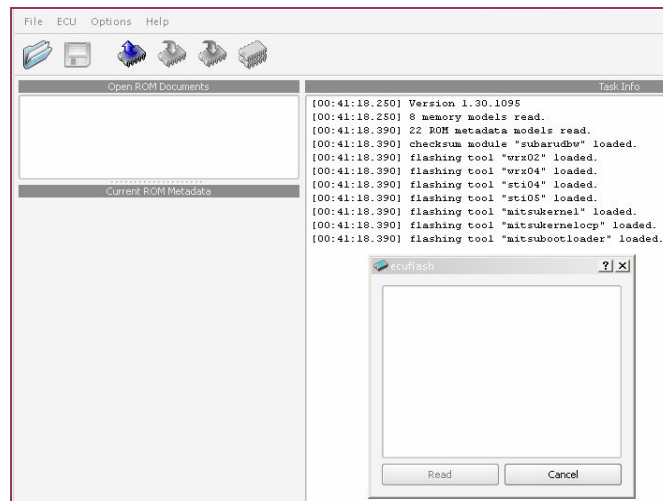 File ECU Options Help
Open ROM Documents
Task Info
[00:41:18.250] Version 1.30.1095
[00:41:18.250] 8 memory models read.
[00:41:18.390] 22 ROM metadata models read.
[00:41:18.390] checksum module "subarudbw" loaded.
[00:41:18.390] flashing tool "wrx02" loaded.
[00:41:18.390] flashing tool "wrx04" loaded.
[00:41:18.390] flashing tool "sti04" loaded.
[00:41:18.390] flashing tool "sti05" loaded.
[00:41:18.390] flashing tool "mitsukernel" loaded.
[00:41:18.390] flashing tool "mitsukernelocp" loaded.
[00:41:18.390] flashing tool "mitsubootloader" loaded.
Current ROM Metadata
ecuflash
Read Cancel